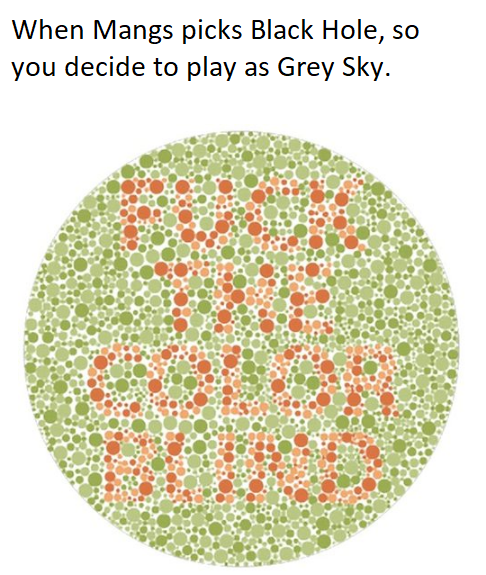 When Mangs picks Black Hole, so
you decide to play as Grey Sky.
FUCK
THE
COLOR
BLIND